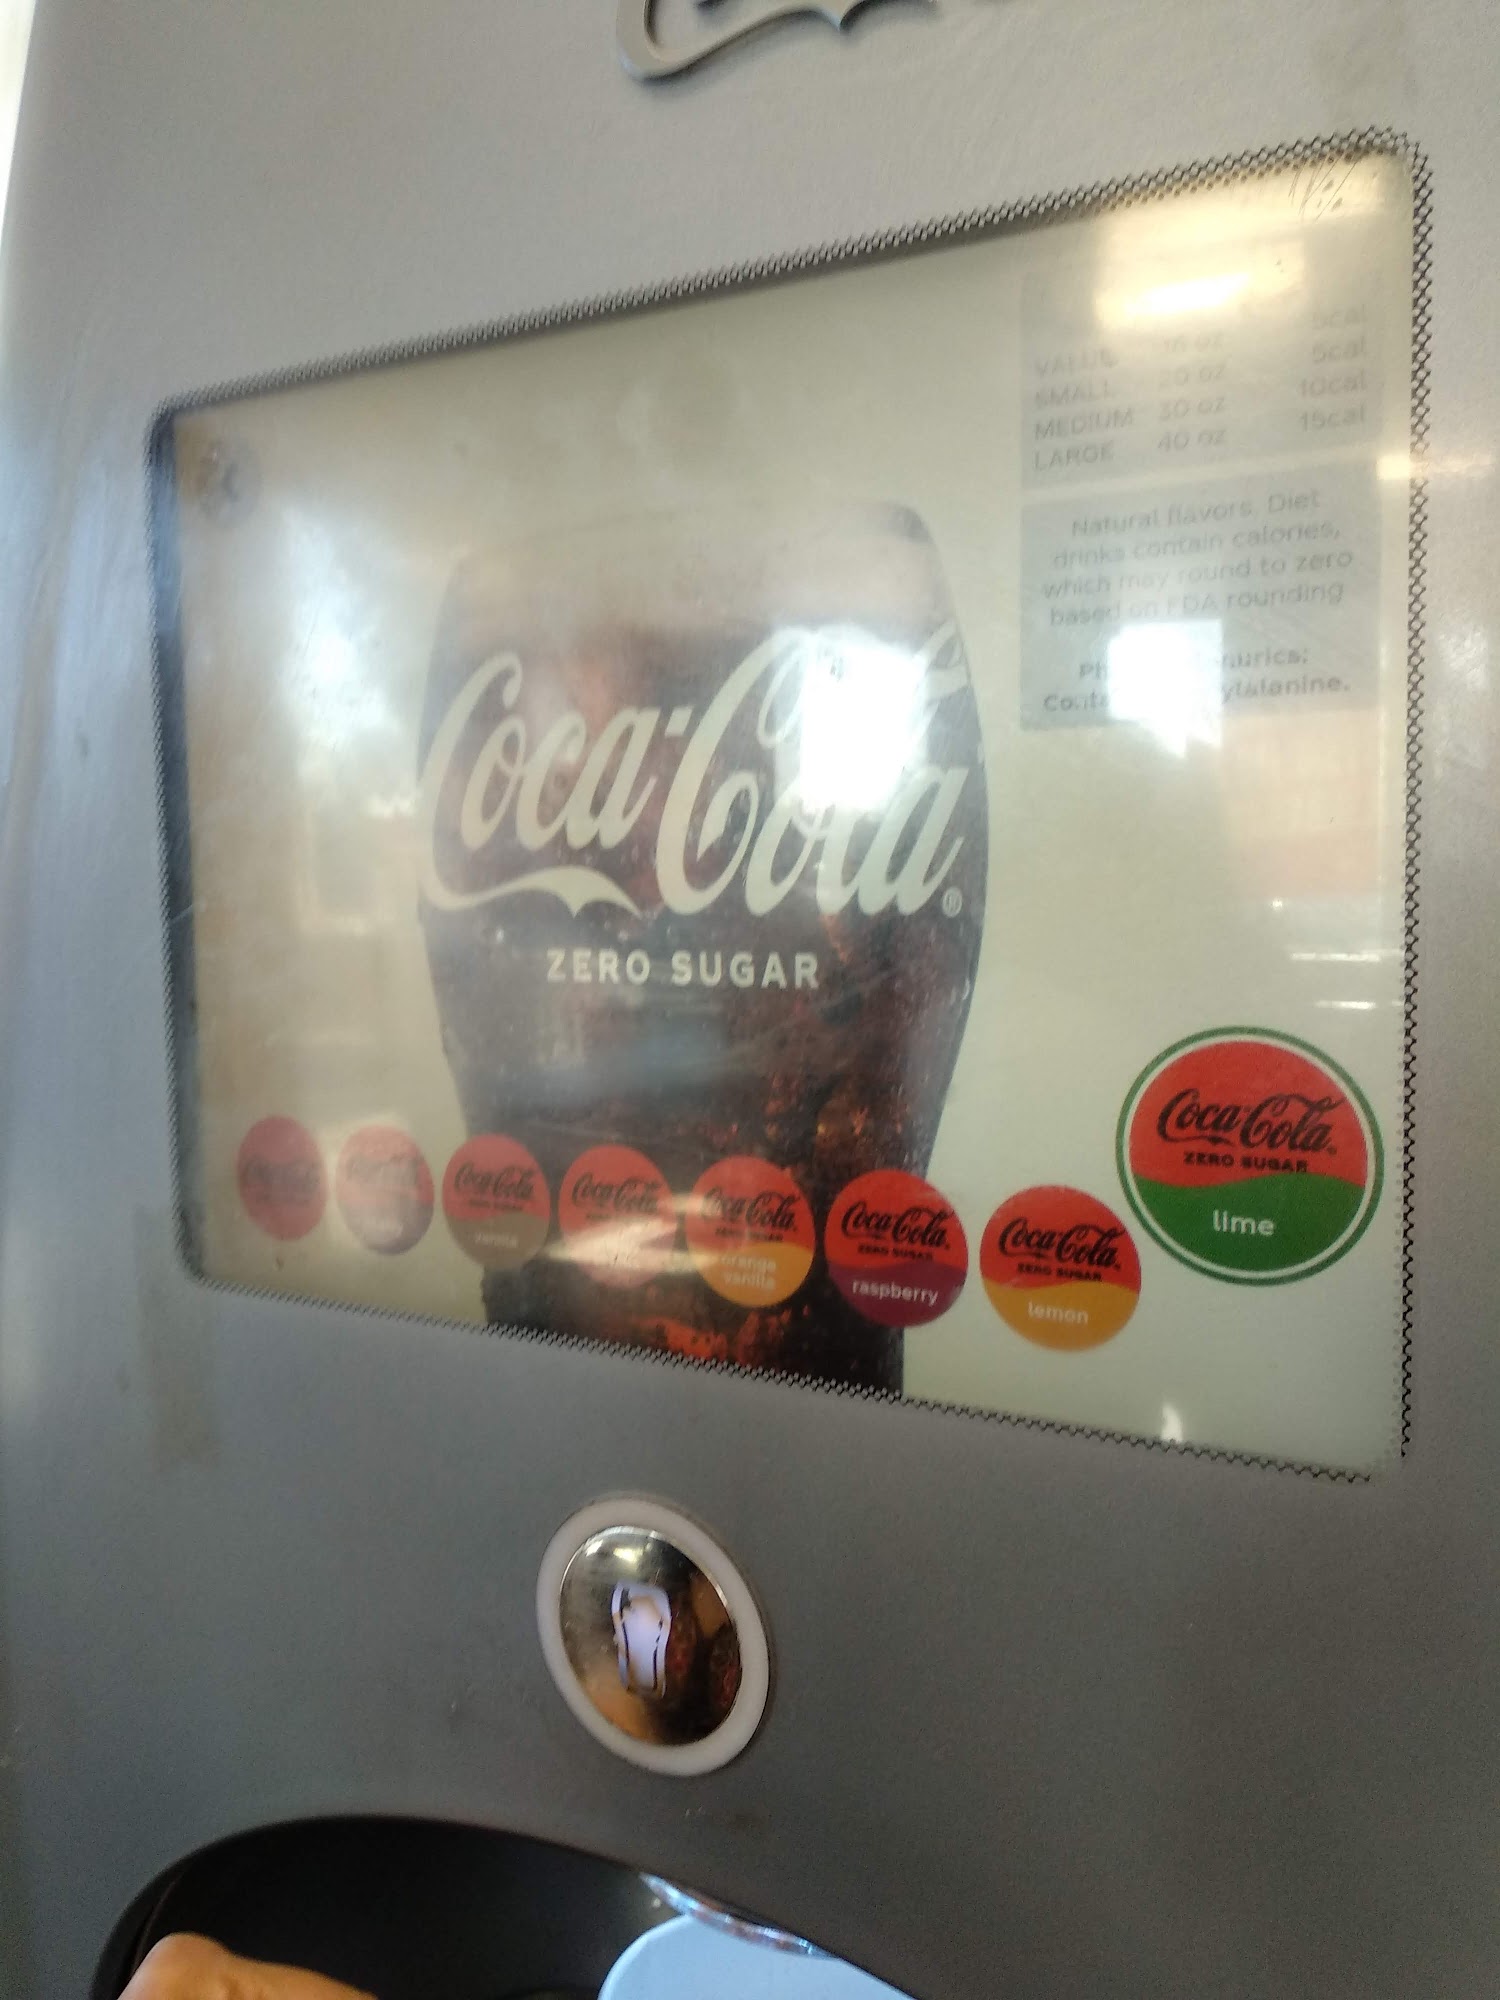 5cal
VALUE 16 oz 5cal
SMALL 20 oz 10cal
MEDIUM 30 oz 15cal
LARGE 40 oz
Natural flavors. Diet
drinks contain calories,
which may round to zero
based on FDA rounding
Coca-Cola®
ZERO SUGAR
Coca-Cola
vanilla
Coca-Cola
Coca-Cola
ZERO SUGAR
orange
vanilla
Coca-Cola
ZERO SUGAR
raspberry
Coca-Cola
ZERO SUGAR
lemon
Coca-Cola
ZERO SUGAR
lime